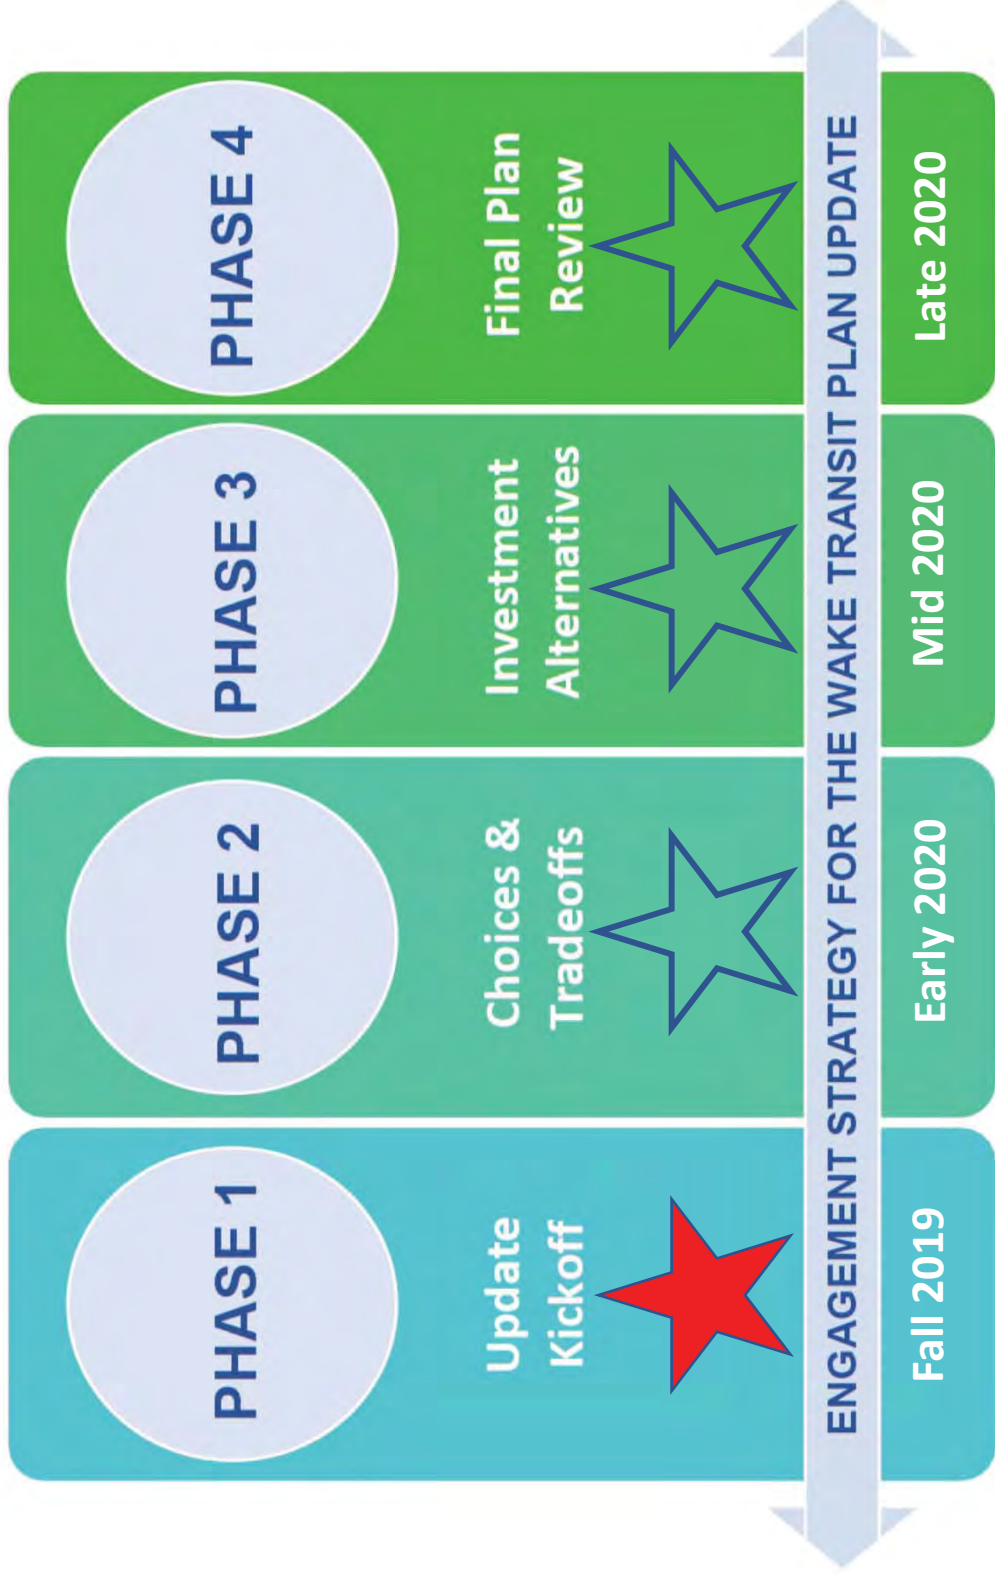 PHASE 1
Update
Kickoff
Fall 2019
PHASE 2
Choices &
Tradeoffs
Early 2020
PHASE 3
Investment
Alternatives
Mid 2020
PHASE 4
Final Plan
Review
Late 2020
ENGAGEMENT STRATEGY FOR THE WAKE TRANSIT PLAN UPDATE